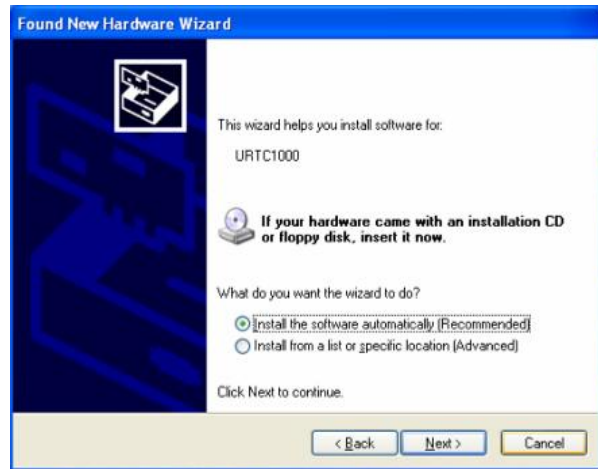 Found New Hardware Wizard
This wizard helps you install software for:
URTC1000
If your hardware came with an installation CD
or floppy disk, insert it now.
What do you want the wizard to do?
Install the software automatically (Recommended)
Install from a list or specific location (Advanced)
Click Next to continue.
< Back Next > Cancel